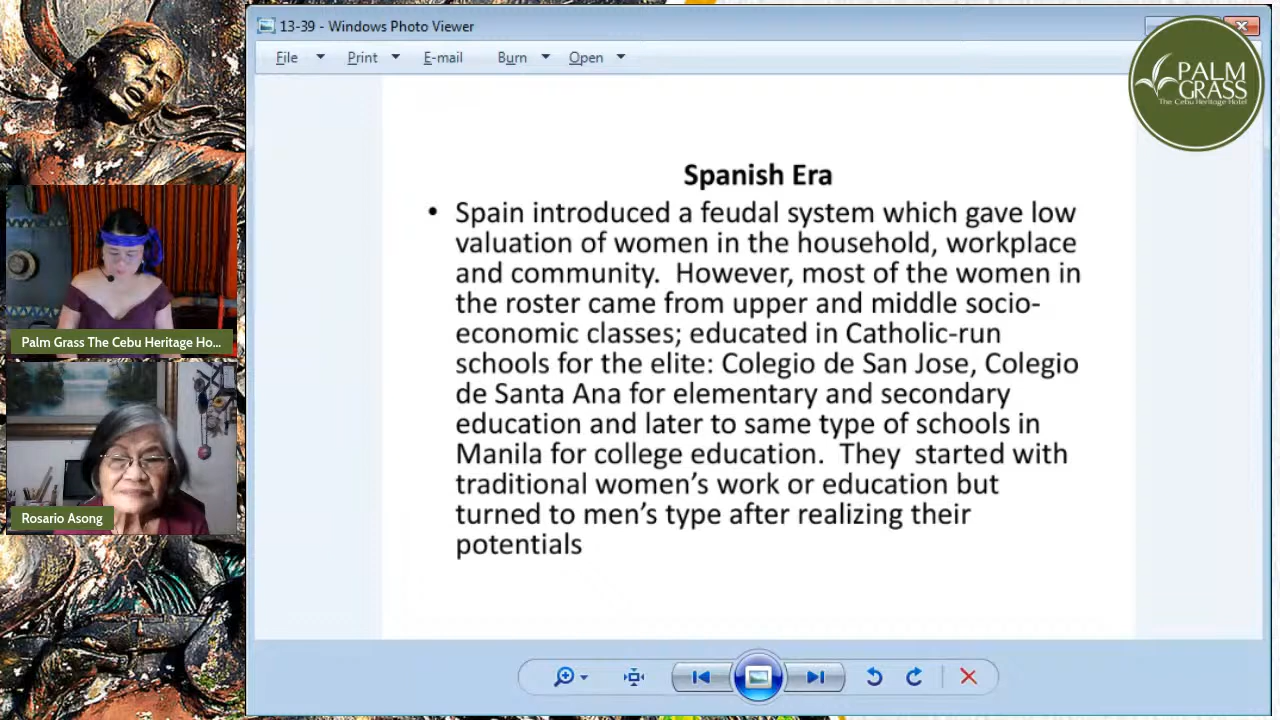 13-39 - Windows Photo Viewer
File Print E-mail Burn Open
PALM
GRASS
The Cebu Heritage Hotel
Spanish Era
• Spain introduced a feudal system which gave low
valuation of women in the household, workplace
and community.  However, most of the women in
the roster came from upper and middle socio-
economic classes; educated in Catholic-run
schools for the elite: Colegio de San Jose, Colegio
de Santa Ana for elementary and secondary
education and later to same type of schools in
Manila for college education.  They  started with
traditional women’s work or education but
turned to men’s type after realizing their
potentials
Palm Grass The Cebu Heritage Ho...
Rosario Asong